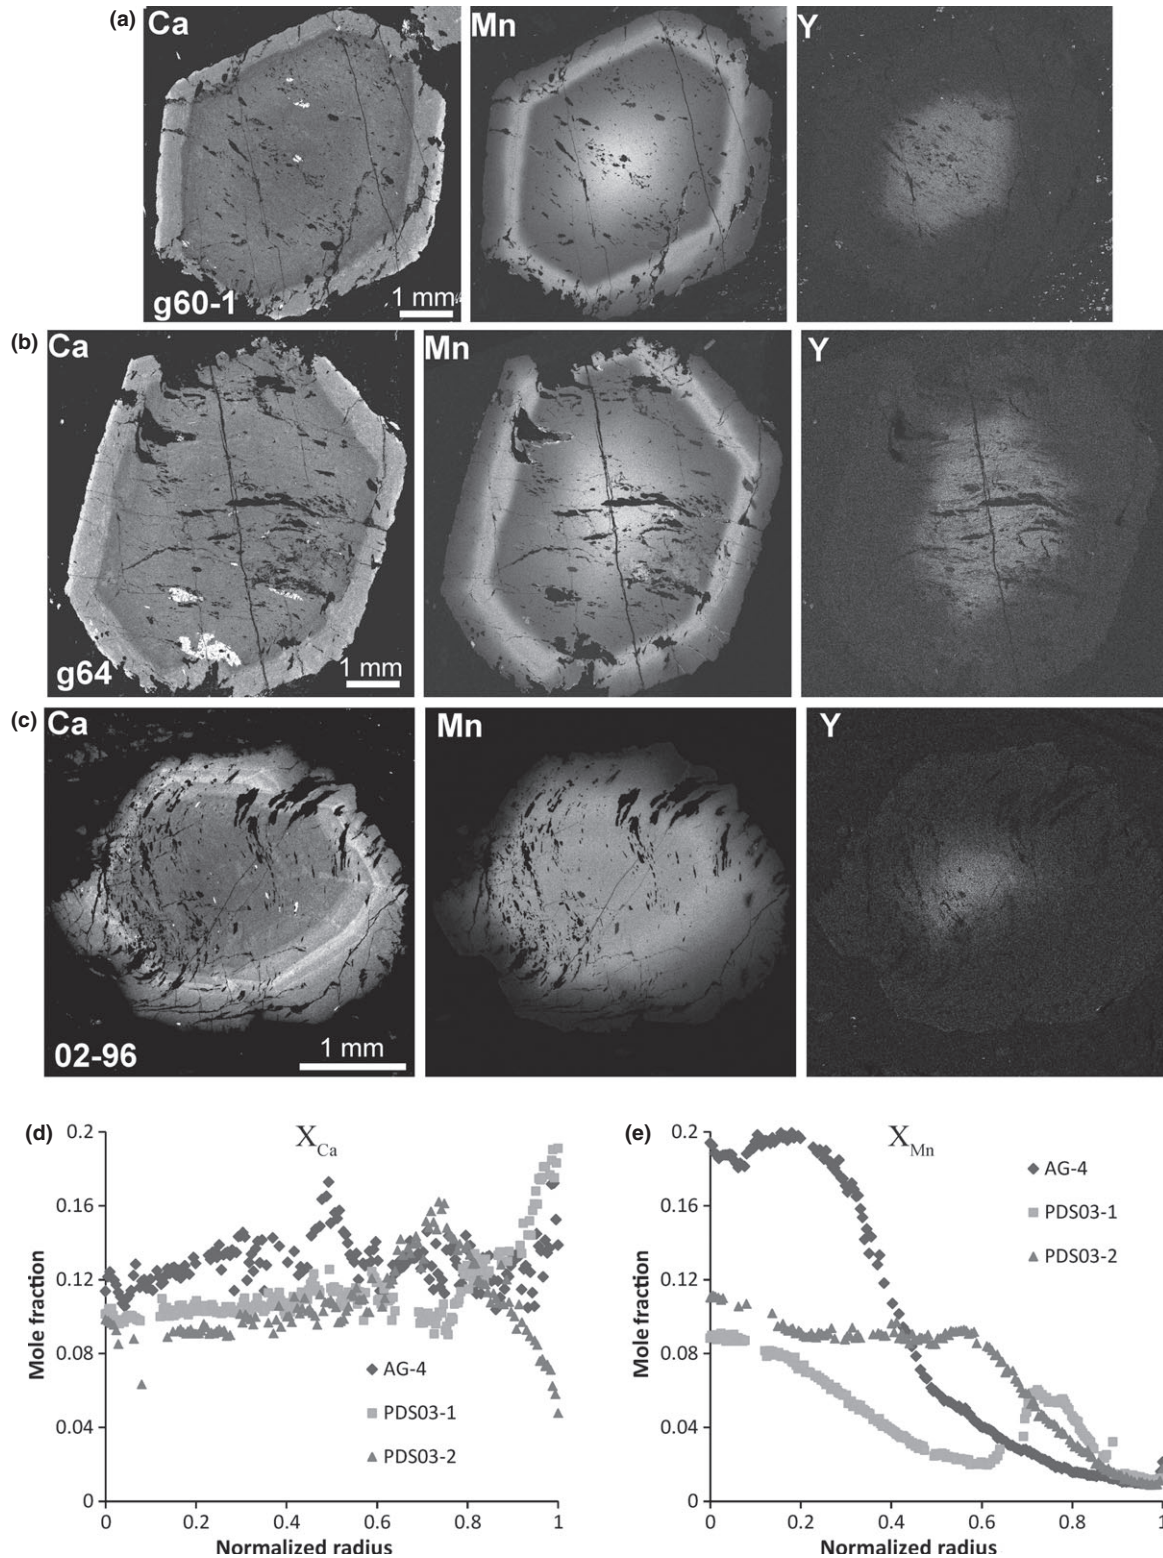 (a) Ca Mn Y
g60-1 1 mm
(b) Ca Mn Y
g64 1 mm
(c) Ca Mn Y
02-96 1 mm
(d) X_Ca
0.2
0.16
0.12
0.08
0.04
0
Mole fraction
AG-4
PDS03-1
PDS03-2
0 0.2 0.4 0.6 0.8 1
Normalized radius
(e) X_Mn
0.2
0.16
0.12
0.08
0.04
0
Mole fraction
AG-4
PDS03-1
PDS03-2
0 0.2 0.4 0.6 0.8 1
Normalized radius